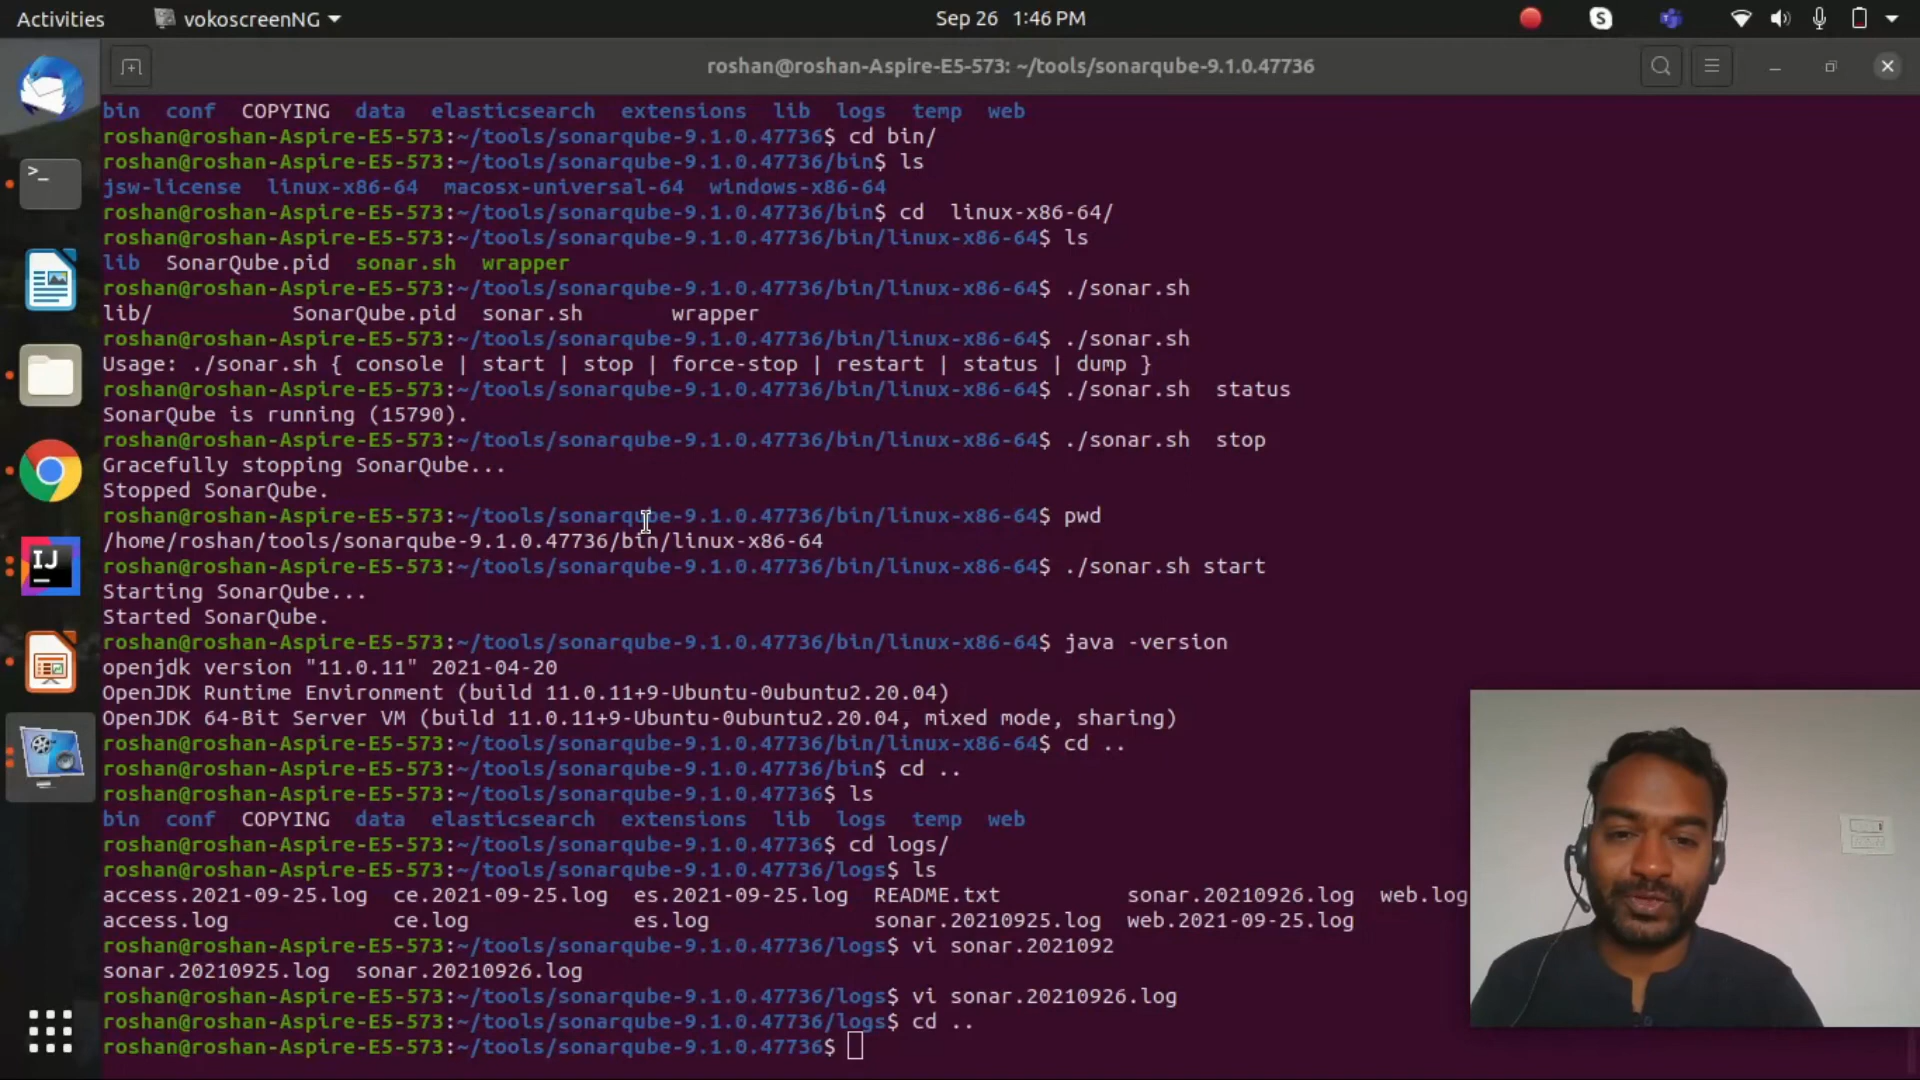 Activities vokoscreenNG Sep 26 1:46 PM
roshan@roshan-Aspire-E5-573: ~/tools/sonarqube-9.1.0.47736
bin conf COPYING data elasticsearch extensions lib logs temp web
roshan@roshan-Aspire-E5-573:~/tools/sonarqube-9.1.0.47736$ cd bin/
roshan@roshan-Aspire-E5-573:~/tools/sonarqube-9.1.0.47736/bin$ ls
jsw-license linux-x86-64 macosx-universal-64 windows-x86-64
roshan@roshan-Aspire-E5-573:~/tools/sonarqube-9.1.0.47736/bin$ cd  linux-x86-64/
roshan@roshan-Aspire-E5-573:~/tools/sonarqube-9.1.0.47736/bin/linux-x86-64$ ls
lib SonarQube.pid sonar.sh wrapper
roshan@roshan-Aspire-E5-573:~/tools/sonarqube-9.1.0.47736/bin/linux-x86-64$ ./sonar.sh
lib/ SonarQube.pid sonar.sh wrapper
roshan@roshan-Aspire-E5-573:~/tools/sonarqube-9.1.0.47736/bin/linux-x86-64$ ./sonar.sh
Usage: ./sonar.sh { console | start | stop | force-stop | restart | status | dump }
roshan@roshan-Aspire-E5-573:~/tools/sonarqube-9.1.0.47736/bin/linux-x86-64$ ./sonar.sh  status
SonarQube is running (15790).
roshan@roshan-Aspire-E5-573:~/tools/sonarqube-9.1.0.47736/bin/linux-x86-64$ ./sonar.sh  stop
Gracefully stopping SonarQube...
Stopped SonarQube.
roshan@roshan-Aspire-E5-573:~/tools/sonarqube-9.1.0.47736/bin/linux-x86-64$ pwd
/home/roshan/tools/sonarqube-9.1.0.47736/bin/linux-x86-64
roshan@roshan-Aspire-E5-573:~/tools/sonarqube-9.1.0.47736/bin/linux-x86-64$ ./sonar.sh start
Starting SonarQube...
Started SonarQube.
roshan@roshan-Aspire-E5-573:~/tools/sonarqube-9.1.0.47736/bin/linux-x86-64$ java -version
openjdk version "11.0.11" 2021-04-20
OpenJDK Runtime Environment (build 11.0.11+9-Ubuntu-0ubuntu2.20.04)
OpenJDK 64-Bit Server VM (build 11.0.11+9-Ubuntu-0ubuntu2.20.04, mixed mode, sharing)
roshan@roshan-Aspire-E5-573:~/tools/sonarqube-9.1.0.47736/bin/linux-x86-64$ cd ..
roshan@roshan-Aspire-E5-573:~/tools/sonarqube-9.1.0.47736/bin$ cd ..
roshan@roshan-Aspire-E5-573:~/tools/sonarqube-9.1.0.47736$ ls
bin conf COPYING data elasticsearch extensions lib logs temp web
roshan@roshan-Aspire-E5-573:~/tools/sonarqube-9.1.0.47736$ cd logs/
roshan@roshan-Aspire-E5-573:~/tools/sonarqube-9.1.0.47736/logs$ ls
access.2021-09-25.log ce.2021-09-25.log es.2021-09-25.log README.txt sonar.20210926.log web.log
access.log ce.log es.log sonar.20210925.log web.2021-09-25.log
roshan@roshan-Aspire-E5-573:~/tools/sonarqube-9.1.0.47736/logs$ vi sonar.2021092
sonar.20210925.log sonar.20210926.log
roshan@roshan-Aspire-E5-573:~/tools/sonarqube-9.1.0.47736/logs$ vi sonar.20210926.log
roshan@roshan-Aspire-E5-573:~/tools/sonarqube-9.1.0.47736/logs$ cd ..
roshan@roshan-Aspire-E5-573:~/tools/sonarqube-9.1.0.47736$